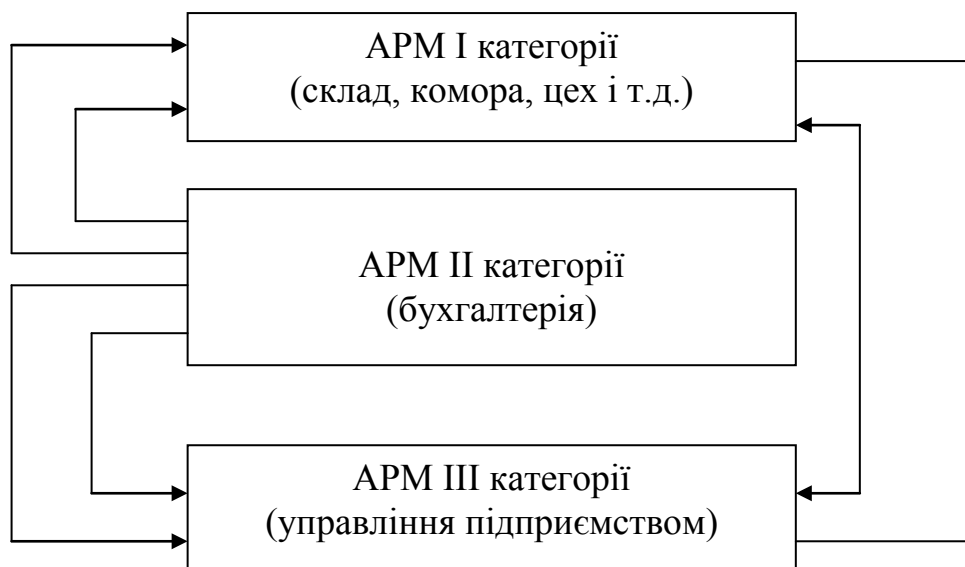 АРМ І категорії
(склад, комора, цех і т.д.)
АРМ ІІ категорії
(бухгалтерія)
АРМ ІІІ категорії
(управління підприємством)